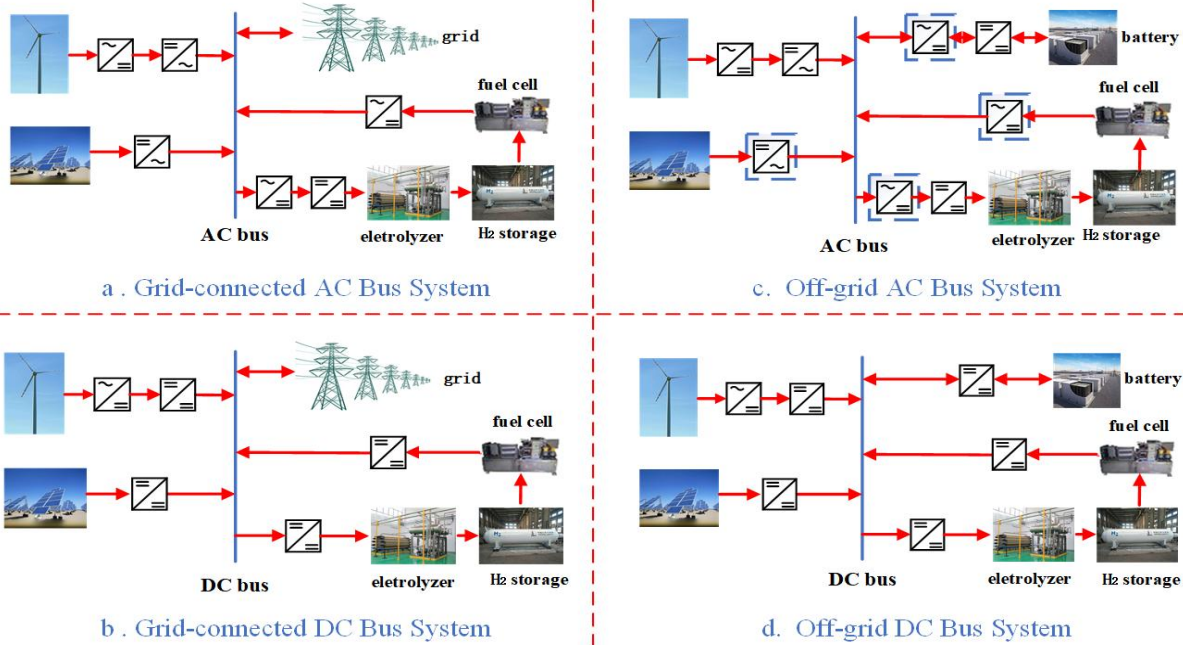 grid
fuel cell
eletrolyzer
H2 storage
AC bus
a . Grid-connected AC Bus System
battery
fuel cell
eletrolyzer
H2 storage
AC bus
c. Off-grid AC Bus System
grid
fuel cell
eletrolyzer
H2 storage
DC bus
b . Grid-connected DC Bus System
battery
fuel cell
eletrolyzer
H2 storage
DC bus
d. Off-grid DC Bus System